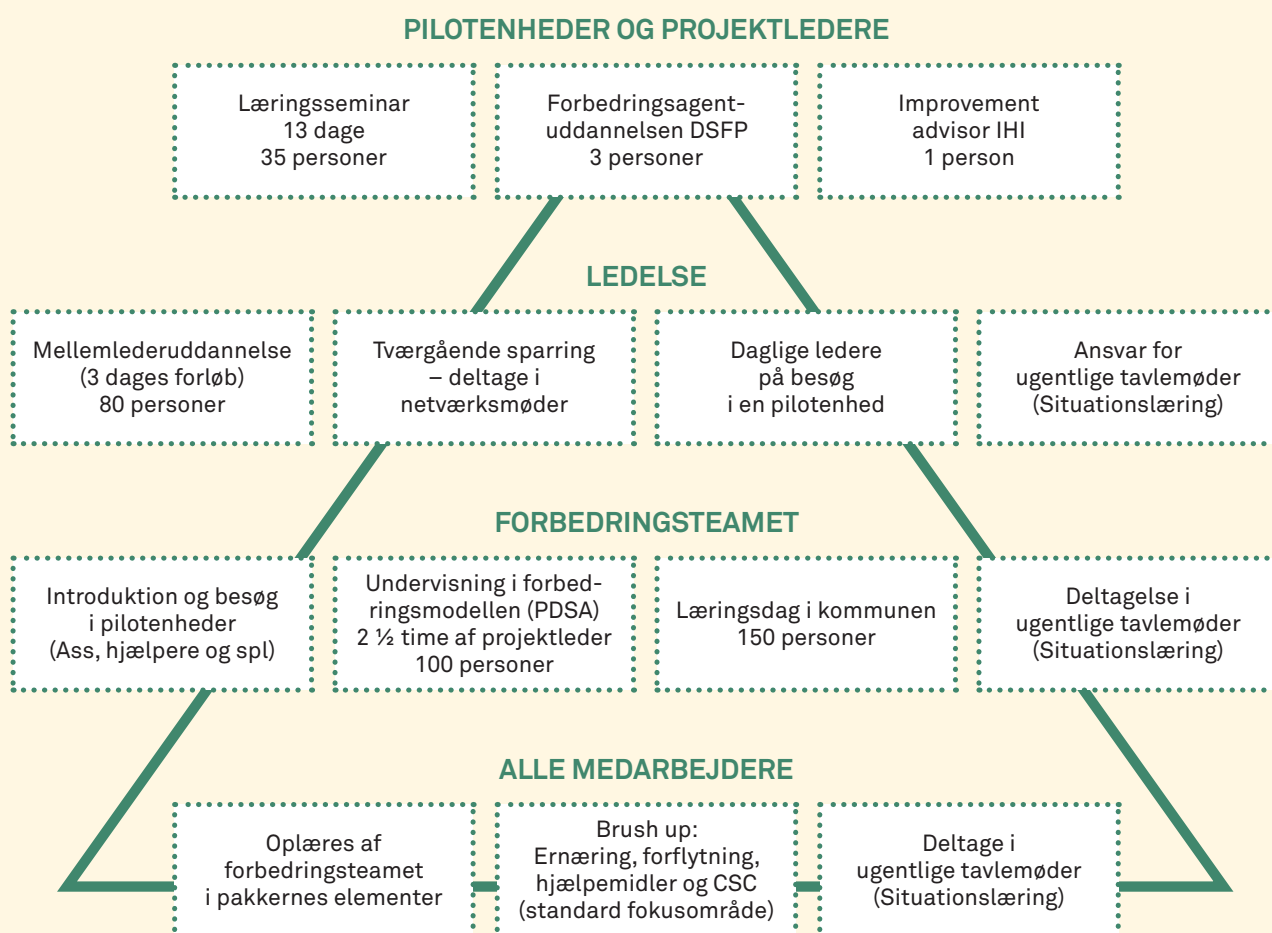 PILOTENHEDER OG PROJEKTLEDERE
Læringsseminar
13 dage
35 personer
Forbedringsagent-
uddannelsen DSFP
3 personer
Improvement
advisor IHI
1 person
LEDELSE
Mellemlederuddannelse
(3 dages forløb)
80 personer
Tværgående sparring
– deltage i
netværksmøder
Daglige ledere
på besøg
i en pilotenhed
Ansvar for
ugentlige tavlemøder
(Situationslæring)
FORBEDRINGSTEAMET
Introduktion og besøg
i pilotenheder
(Ass, hjælpere og spl)
Undervisning i forbed-
ringsmodellen (PDSA)
2 ½ time af projektleder
100 personer
Læringsdag i kommunen
150 personer
Deltagelse i
ugentlige tavlemøder
(Situationslæring)
ALLE MEDARBEJDERE
Oplæres af
forbedringsteamet
i pakkernes elementer
Brush up:
Ernæring, forflytning,
hjælpemidler og CSC
(standard fokusområde)
Deltage i
ugentlige tavlemøder
(Situationslæring)